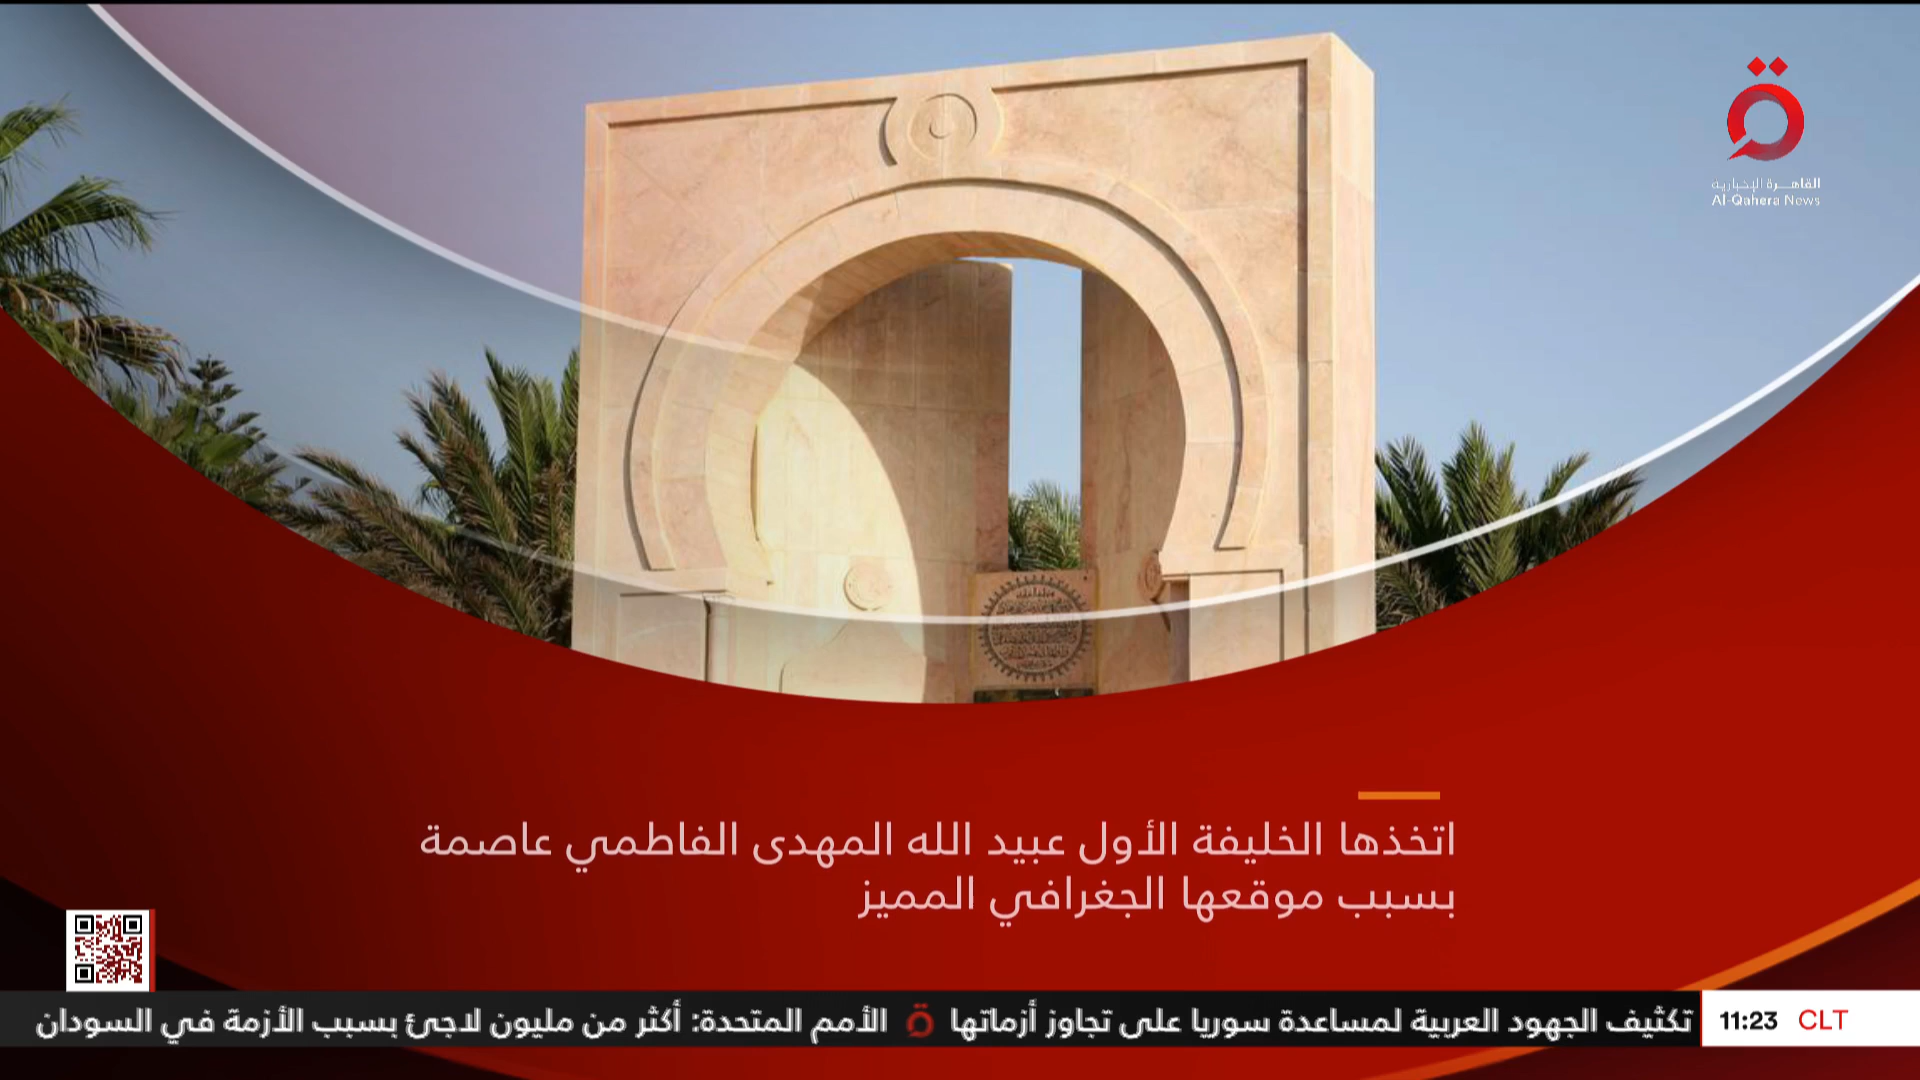 القاهرة الإخبارية
Al-Qahera News
اتخذها الخليفة الأول عبيد الله المهدى الفاطمي عاصمة
بسبب موقعها الجغرافي المميز
11:23 CLT
تكثيف الجهود العربية لمساعدة سوريا على تجاوز أزماتها
الأمم المتحدة: أكثر من مليون لاجئ بسبب الأزمة في السودان